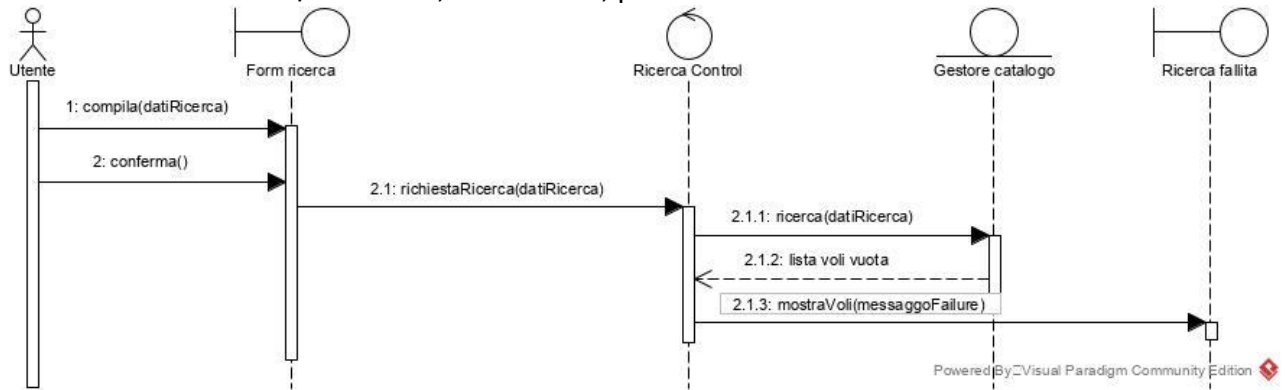 Utente
Form ricerca
Ricerca Control
Gestore catalogo
Ricerca fallita
1: compila(datiRicerca)
2: conferma()
2.1: richiestaRicerca(datiRicerca)
2.1.1: ricerca(datiRicerca)
2.1.2: lista voli vuota
2.1.3: mostraVoli(messaggoFailure)
Powered By Visual Paradigm Community Edition